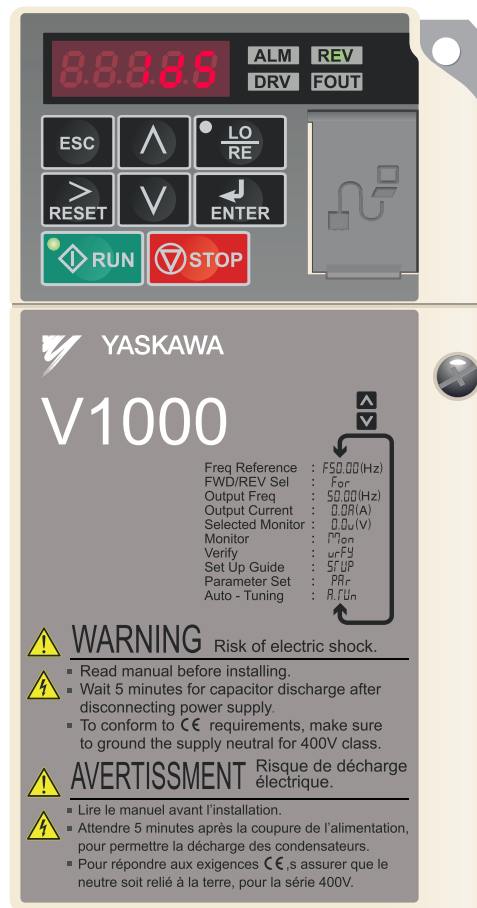 1.35
ALM REV
DRV FOUT
ESC
LO
RE
>
RESET
ENTER
RUN
STOP
YASKAWA
V1000
Freq Reference : F50.00(Hz)
FWD/REV Sel : For
Output Freq : 50.00(Hz)
Output Current : 0.0A(A)
Selected Monitor : 0.0u(V)
Monitor : Mon
Verify : urFY
Set Up Guide : STUP
Parameter Set : PAr
Auto - Tuning : A.TUn
WARNING Risk of electric shock.
Read manual before installing.
Wait 5 minutes for capacitor discharge after
disconnecting power supply.
To conform to CE requirements, make sure
to ground the supply neutral for 400V class.
AVERTISSMENT Risque de décharge
électrique.
Lire le manuel avant l'installation.
Attendre 5 minutes après la coupure de l'alimentation,
pour permettre la décharge des condensateurs.
Pour répondre aux exigences CE ,s assurer que le
neutre soit relié à la terre, pour la série 400V.